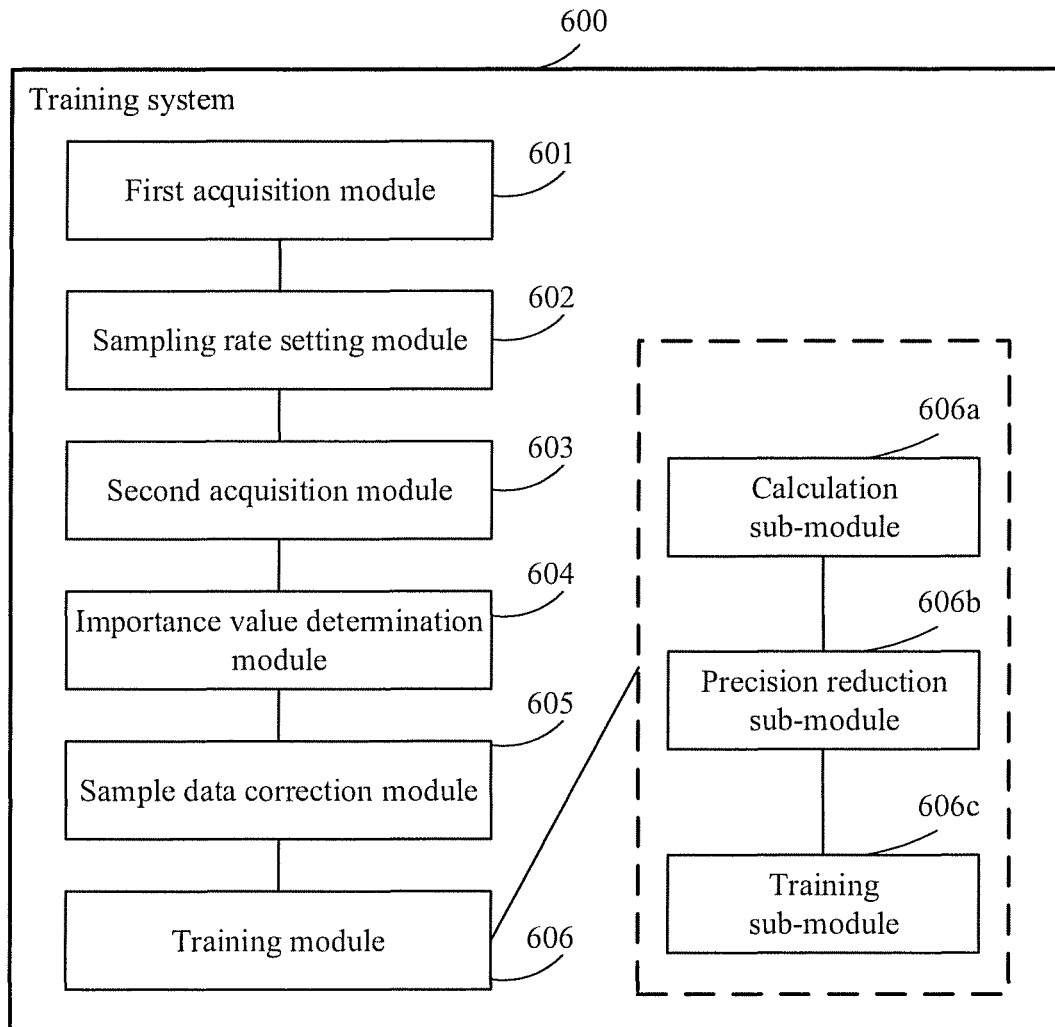 600
Training system
601
First acquisition module
602
Sampling rate setting module
603
Second acquisition module
604
Importance value determination
module
605
Sample data correction module
606
Training module
606a
Calculation
sub-module
606b
Precision reduction
sub-module
606c
Training
sub-module